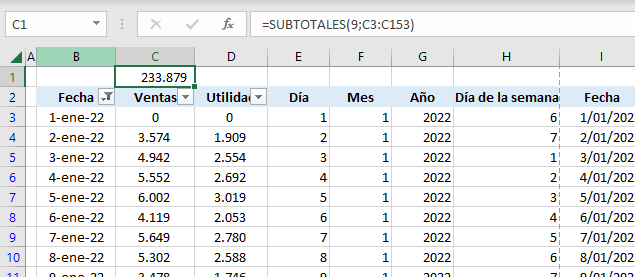 C1 =SUBTOTALES(9;C3:C153)
A B C D E F G H I
1 233.879
2 Fecha Ventas Utilidad Día Mes Año Día de la semana Fecha
3 1-ene-22 0 0 1 1 2022 6 1/01/202
4 2-ene-22 3.574 1.909 2 1 2022 7 2/01/202
5 3-ene-22 4.942 2.554 3 1 2022 1 3/01/202
6 4-ene-22 5.552 2.692 4 1 2022 2 4/01/202
7 5-ene-22 6.002 3.019 5 1 2022 3 5/01/202
8 6-ene-22 4.119 2.053 6 1 2022 4 6/01/202
9 7-ene-22 5.649 2.780 7 1 2022 5 7/01/202
10 8-ene-22 5.302 2.588 8 1 2022 6 8/01/202
11 9-ene-22 3.478 1.746 9 1 2022 7 9/01/202